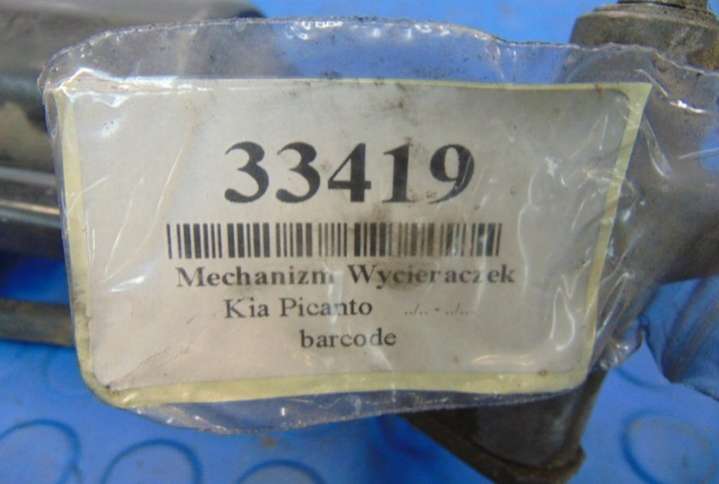 33419
Mechanizm Wycieraczek
Kia Picanto ../.. - ../..
barcode